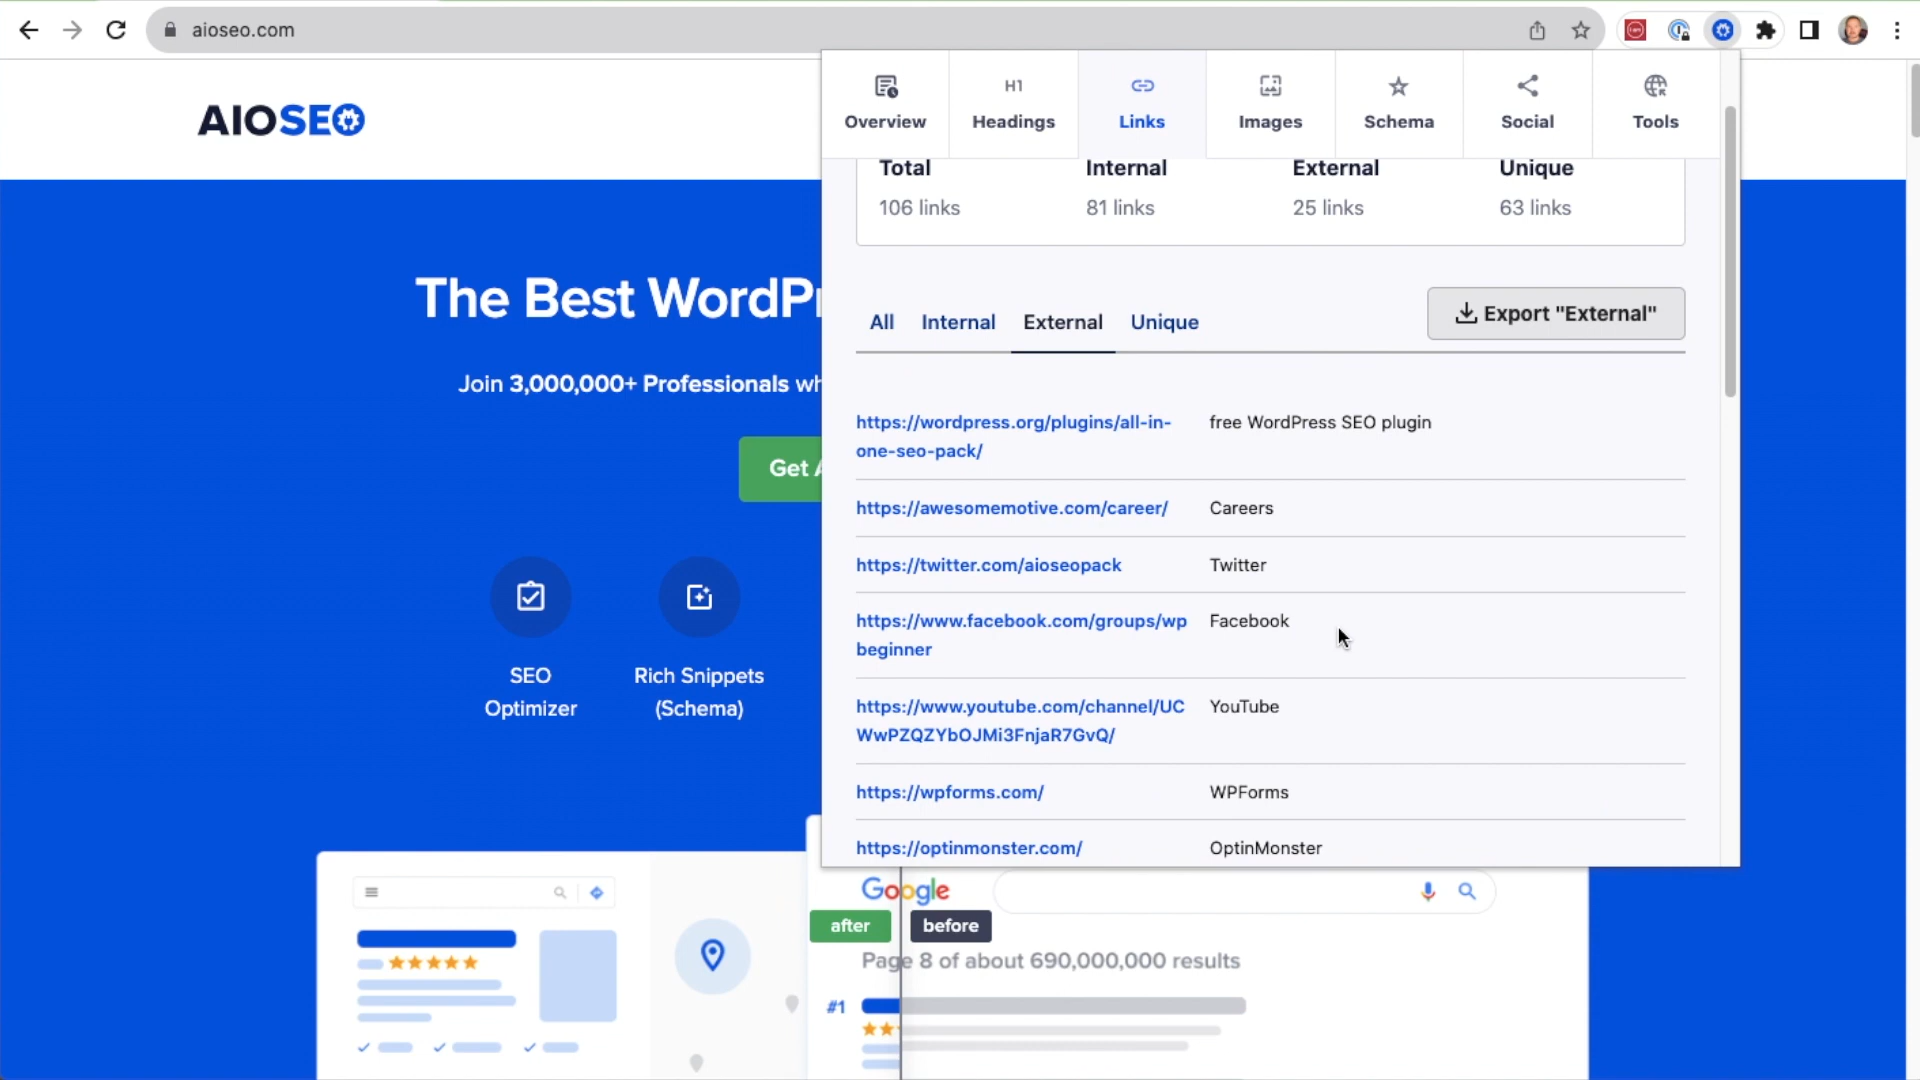 aioseo.com
AIOSEO
The Best WordPr
Join 3,000,000+ Professionals wh
Get A
SEO
Optimizer
Rich Snippets
(Schema)
Overview
H1
Headings
Links
Images
Schema
Social
Tools
Total
Internal
External
Unique
106 links
81 links
25 links
63 links
All
Internal
External
Unique
Export "External"
https://wordpress.org/plugins/all-in-
one-seo-pack/
free WordPress SEO plugin
https://awesomemotive.com/career/
Careers
https://twitter.com/aioseopack
Twitter
https://www.facebook.com/groups/wp
beginner
Facebook
https://www.youtube.com/channel/UC
WwPZQZYbOJMi3FnjaR7GvQ/
YouTube
https://wpforms.com/
WPForms
https://optinmonster.com/
OptinMonster
Google
after
before
Page 8 of about 690,000,000 results
#1